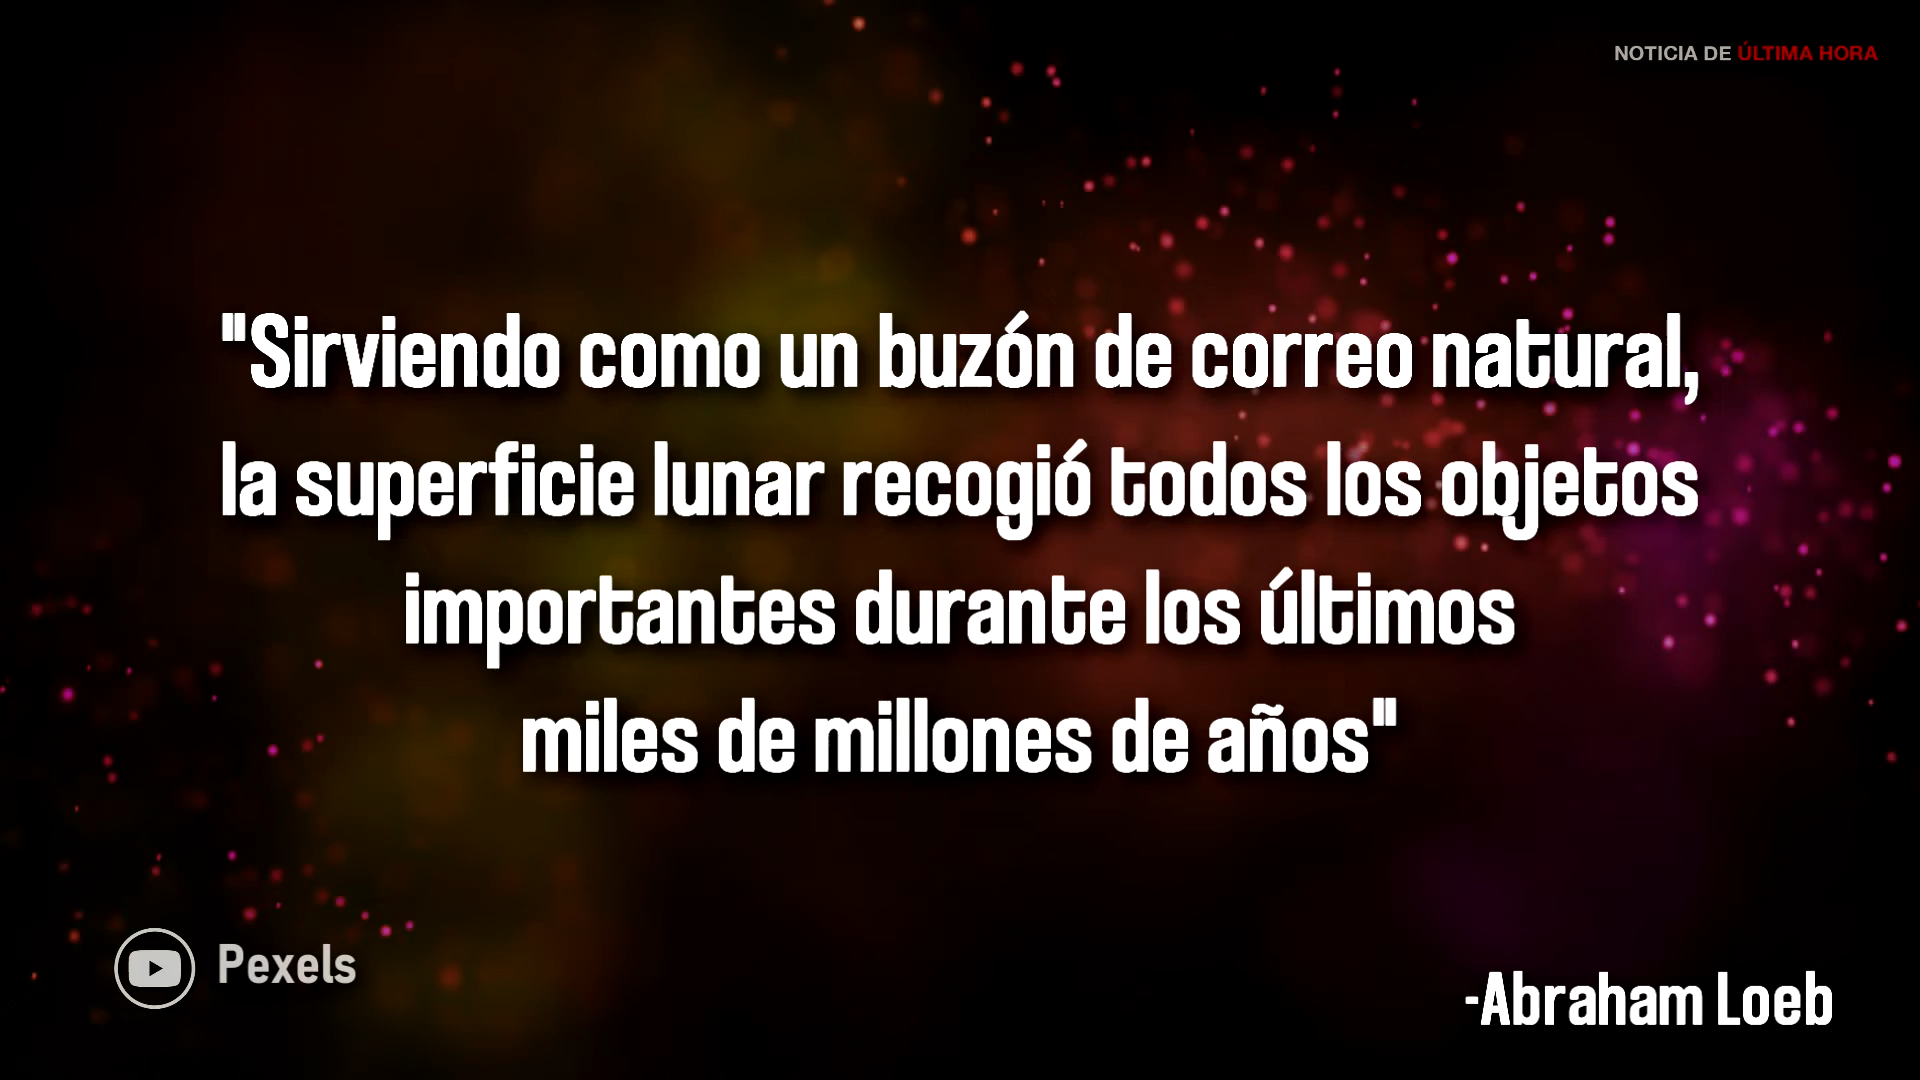 NOTICIA DE ÚLTIMA HORA
"Sirviendo como un buzón de correo natural,
la superficie lunar recogió todos los objetos
importantes durante los últimos
miles de millones de años"
Pexels
-Abraham Loeb